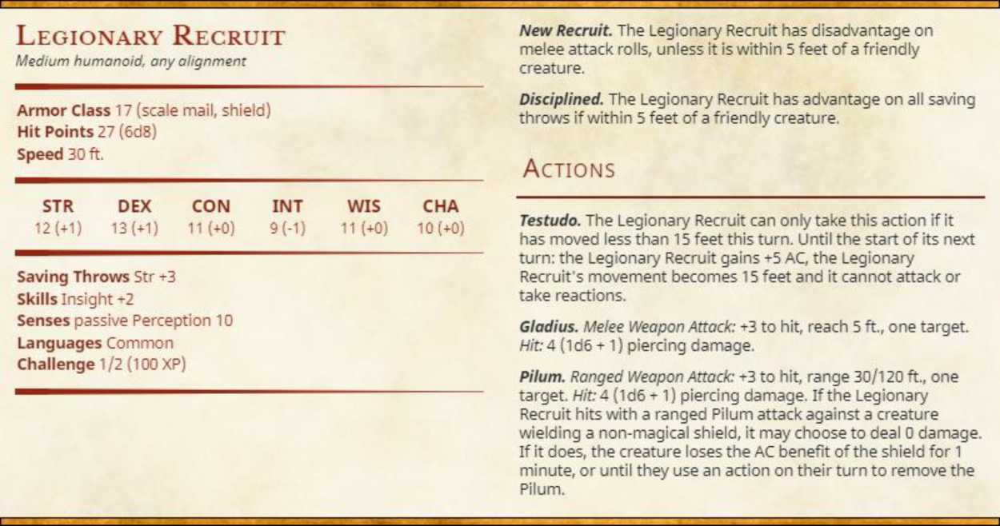 Legionary Recruit
Medium humanoid, any alignment
Armor Class 17 (scale mail, shield)
Hit Points 27 (6d8)
Speed 30 ft.
STR DEX CON INT WIS CHA
12 (+1) 13 (+1) 11 (+0) 9 (-1) 11 (+0) 10 (+0)
Saving Throws Str +3
Skills Insight +2
Senses passive Perception 10
Languages Common
Challenge 1/2 (100 XP)
New Recruit. The Legionary Recruit has disadvantage on
melee attack rolls, unless it is within 5 feet of a friendly
creature.
Disciplined. The Legionary Recruit has advantage on all saving
throws if within 5 feet of a friendly creature.
Actions
Testudo. The Legionary Recruit can only take this action if it
has moved less than 15 feet this turn. Until the start of its next
turn: the Legionary Recruit gains +5 AC, the Legionary
Recruit's movement becomes 15 feet and it cannot attack or
take reactions.
Gladius. Melee Weapon Attack: +3 to hit, reach 5 ft., one target.
Hit: 4 (1d6 + 1) piercing damage.
Pilum. Ranged Weapon Attack: +3 to hit, range 30/120 ft., one
target. Hit: 4 (1d6 + 1) piercing damage. If the Legionary
Recruit hits with a ranged Pilum attack against a creature
wielding a non-magical shield, it may choose to deal 0 damage.
If it does, the creature loses the AC benefit of the shield for 1
minute, or until they use an action on their turn to remove the
Pilum.